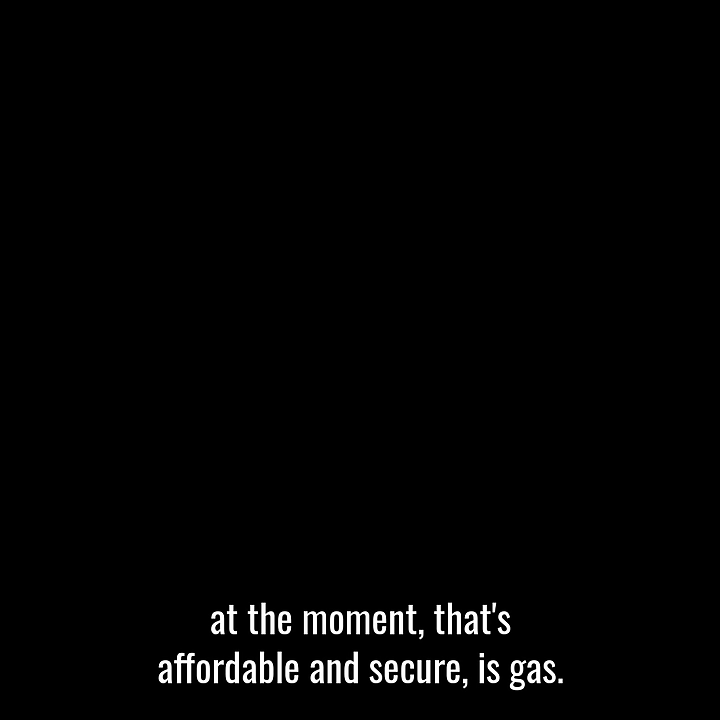 at the moment, that's
affordable and secure, is gas.